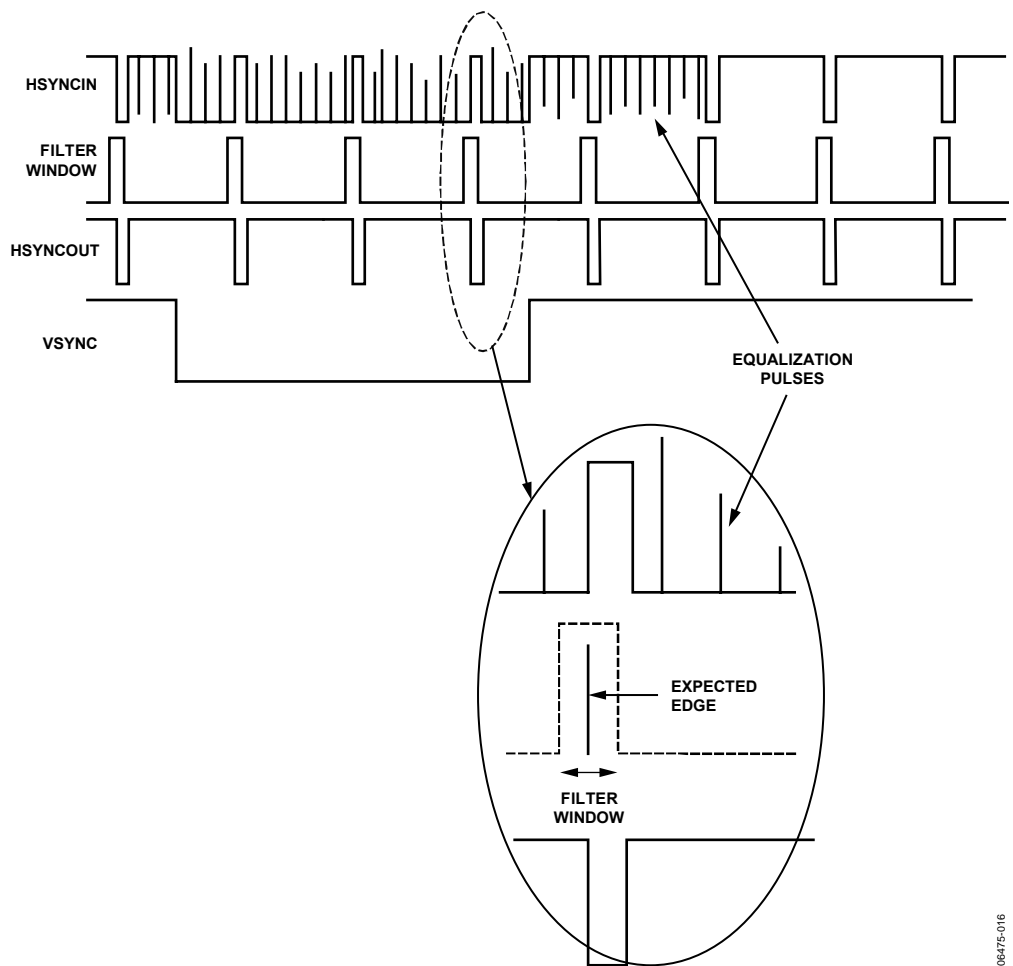 HSYNCIN
FILTER
WINDOW
HSYNCOUT
VSYNC
EQUALIZATION
PULSES
EXPECTED
EDGE
FILTER
WINDOW
06475-016